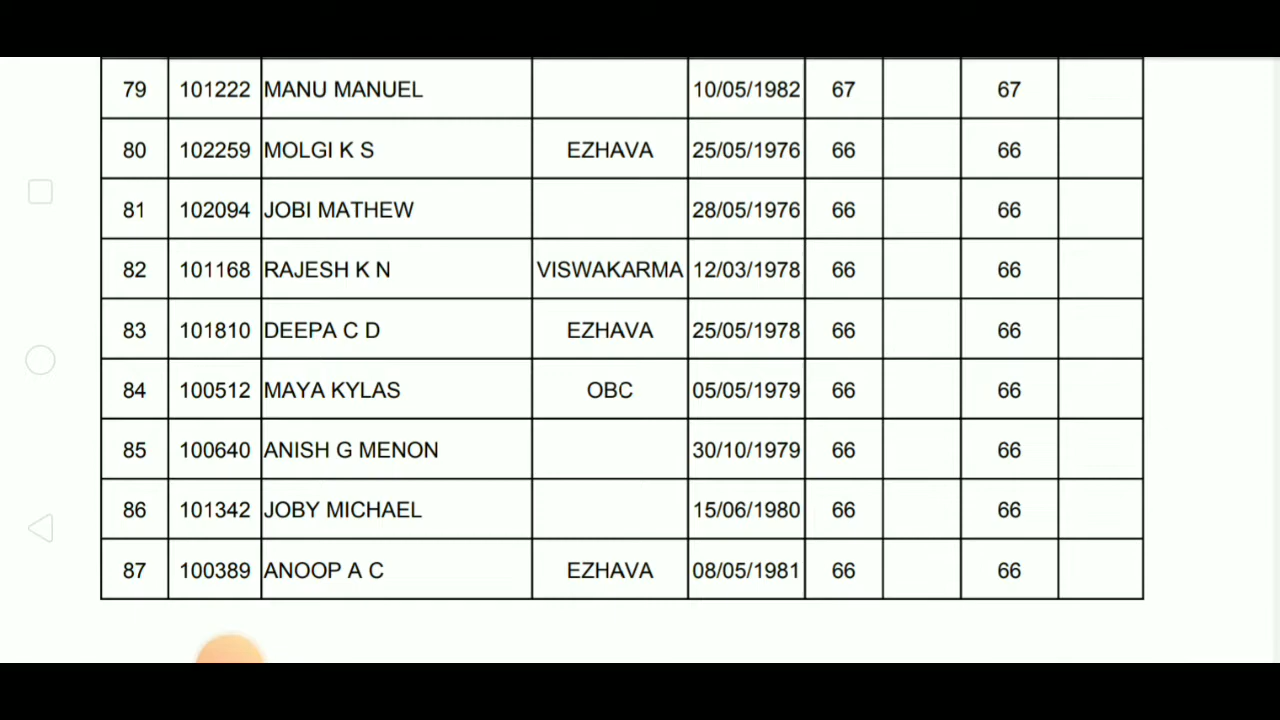 79 101222 MANU MANUEL 10/05/1982 67 67
80 102259 MOLGI K S EZHAVA 25/05/1976 66 66
81 102094 JOBI MATHEW 28/05/1976 66 66
82 101168 RAJESH K N VISWAKARMA 12/03/1978 66 66
83 101810 DEEPA C D EZHAVA 25/05/1978 66 66
84 100512 MAYA KYLAS OBC 05/05/1979 66 66
85 100640 ANISH G MENON 30/10/1979 66 66
86 101342 JOBY MICHAEL 15/06/1980 66 66
87 100389 ANOOP A C EZHAVA 08/05/1981 66 66